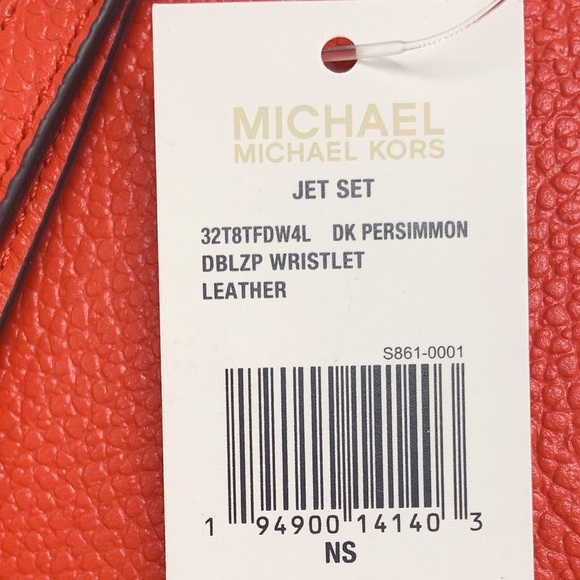 MICHAEL
MICHAEL KORS
JET SET
32T8TFDW4L DK PERSIMMON
DBLZP WRISTLET
LEATHER
S861-0001
1 94900 14140 3
NS